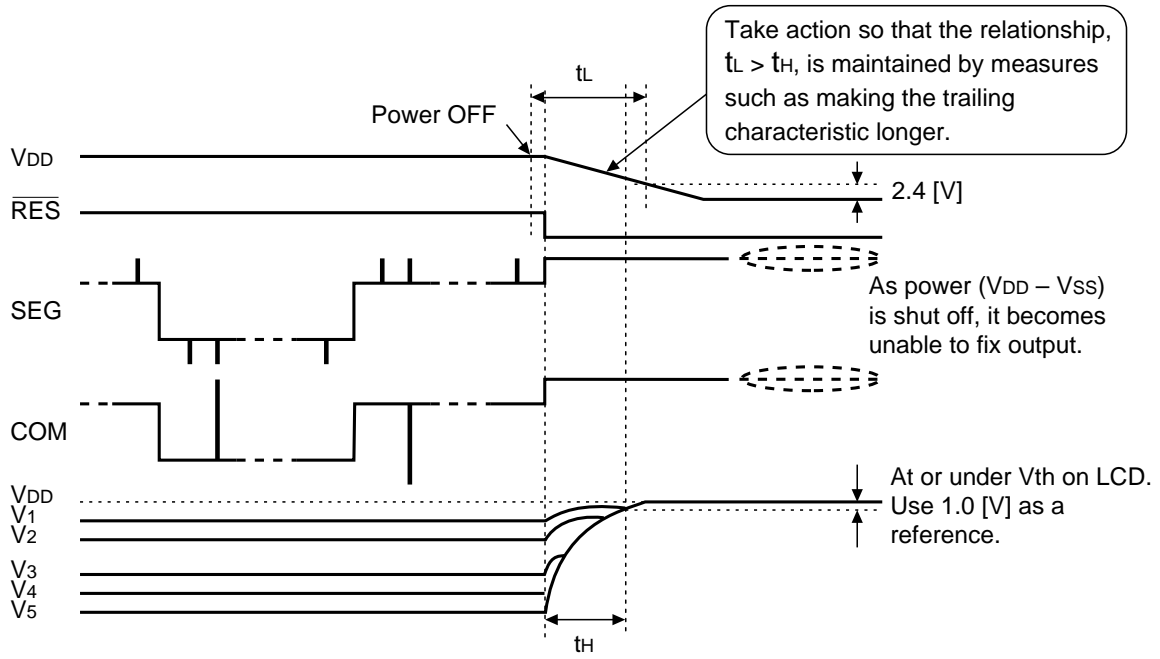 Take action so that the relationship,
tL > tH, is maintained by measures
such as making the trailing
characteristic longer.
tL
Power OFF
VDD
2.4 [V]
RES
SEG
As power (VDD – VSS)
is shut off, it becomes
unable to fix output.
COM
At or under Vth on LCD.
Use 1.0 [V] as a
reference.
VDD
V1
V2
V3
V4
V5
tH